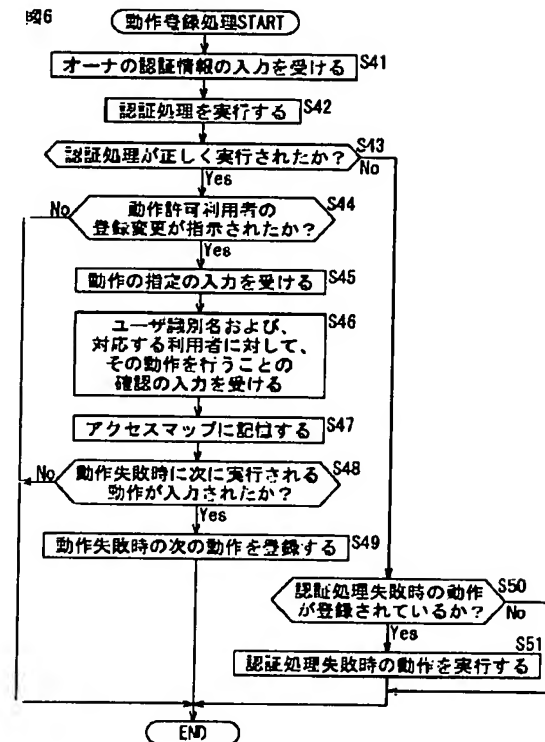 図6
動作登録処理START
オーナの認証情報の入力を受ける S41
認証処理を実行する S42
認証処理が正しく実行されたか? S43
No
Yes
動作許可利用者の S44
登録変更が指示されたか?
No
Yes
動作の指定の入力を受ける S45
ユーザ識別名および、 S46
対応する利用者に対して、
その動作を行うことの
確認の入力を受ける
アクセスマップに記憶する S47
動作失敗時に次に実行される S48
動作が入力されたか?
No
Yes
動作失敗時の次の動作を登録する S49
認証処理失敗時の動作 S50
が登録されているか?
No
Yes
S51
認証処理失敗時の動作を実行する
END